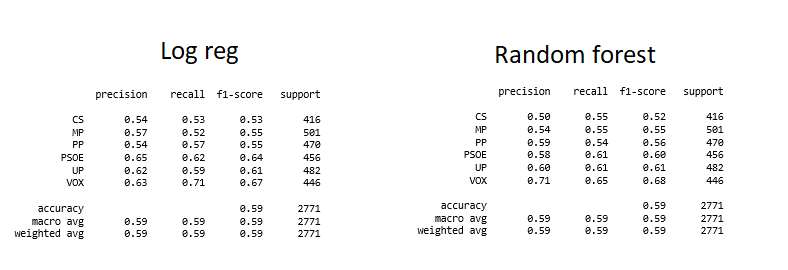 Log reg
precision recall f1-score support
CS 0.54 0.53 0.53 416
MP 0.57 0.52 0.55 501
PP 0.54 0.57 0.55 470
PSOE 0.65 0.62 0.64 456
UP 0.62 0.59 0.61 482
VOX 0.63 0.71 0.67 446
accuracy 0.59 2771
macro avg 0.59 0.59 0.59 2771
weighted avg 0.59 0.59 0.59 2771
Random forest
precision recall f1-score support
CS 0.50 0.55 0.52 416
MP 0.54 0.55 0.55 501
PP 0.59 0.54 0.56 470
PSOE 0.58 0.61 0.60 456
UP 0.60 0.61 0.61 482
VOX 0.71 0.65 0.68 446
accuracy 0.59 2771
macro avg 0.59 0.59 0.59 2771
weighted avg 0.59 0.59 0.59 2771